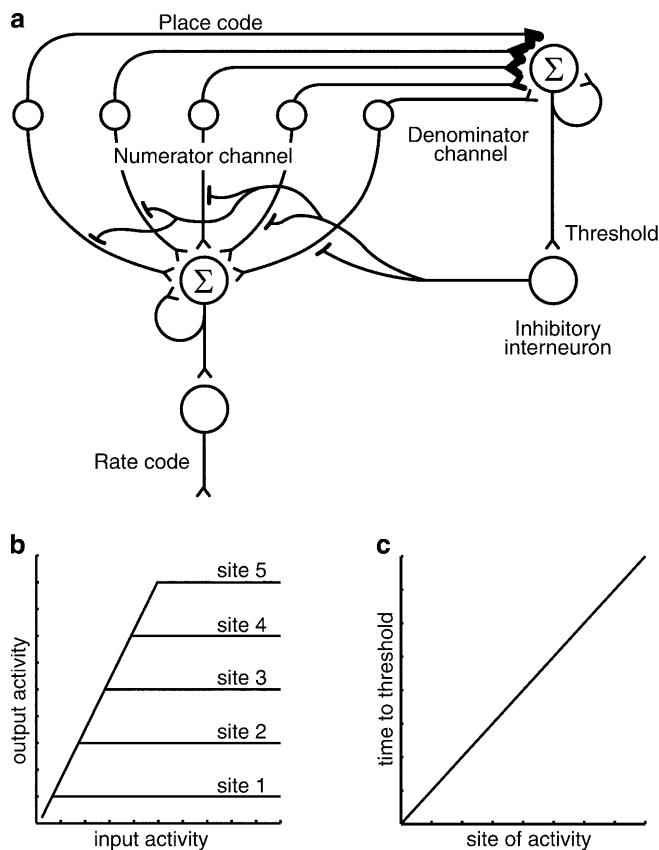 a
Place code
Σ
Numerator channel
Denominator
channel
Threshold
Σ
Inhibitory
interneuron
Rate code
b
output activity
site 5
site 4
site 3
site 2
site 1
input activity
c
time to threshold
site of activity